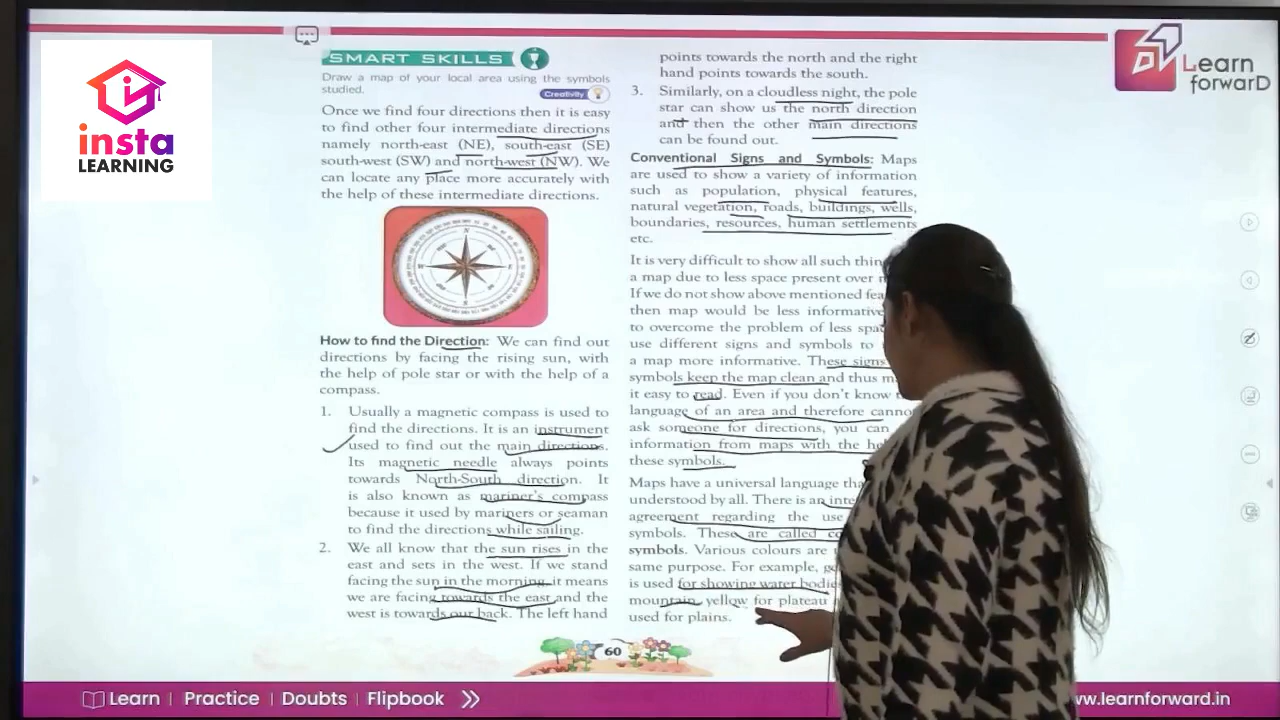 insta
LEARNING
Learn
forwarD
SMART SKILLS
Draw a map of your local area using the symbols
studied.
Creativity
Once we find four directions then it is easy
to find other four intermediate directions
namely north-east (NE), south-east (SE)
south-west (SW) and north-west (NW). We
can locate any place more accurately with
the help of these intermediate directions.
N
W
E
S
How to find the Direction: We can find out
directions by facing the rising sun, with
the help of pole star or with the help of a
compass.
1. Usually a magnetic compass is used to
find the directions. It is an instrument
used to find out the main directions.
Its magnetic needle always points
towards North-South direction. It
is also known as mariner's compass
because it used by mariners or seaman
to find the directions while sailing.
2. We all know that the sun rises in the
east and sets in the west. If we stand
facing the sun in the morning, it means
we are facing towards the east and the
west is towards our back. The left hand
points towards the north and the right
hand points towards the south.
3. Similarly, on a cloudless night, the pole
star can show us the north direction
and then the other main directions
can be found out.
Conventional Signs and Symbols: Maps
are used to show a variety of information
such as population, physical features,
natural vegetation, roads, buildings, wells,
boundaries, resources, human settlements
etc.
It is very difficult to show all such
a map due to less space present over
If we do not show above mentioned
then map would be less informative
to overcome the problem of less
use different signs and symbols to
a map more informative. These signs
symbols keep the map clean and thus
it easy to read. Even if you don't know
language of an area and therefore cannot
ask someone for directions, you can
information from maps with the
these symbols.
Maps have a universal language
understood by all. There is an
agreement regarding the use
symbols. These are called
symbols. Various colours are
same purpose. For example,
is used for showing water bodies
mountain, yellow for plateau
used for plains.
60
Learn | Practice | Doubts | Flipbook
www.learnforward.in